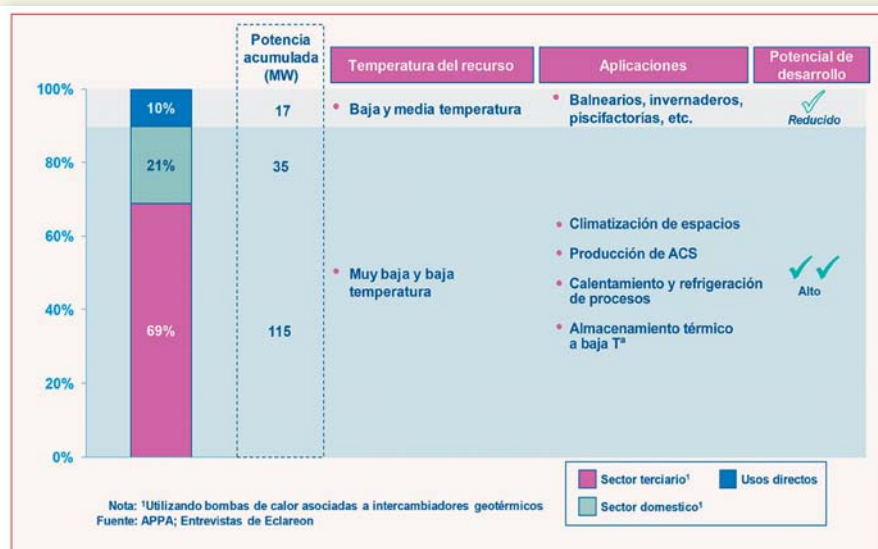 Potencia
acumulada
(MW)
Temperatura del recurso
Aplicaciones
Potencial de
desarrollo
100%
80%
60%
40%
20%
0%
10%
21%
69%
17
35
115
• Baja y media temperatura
• Muy baja y baja
temperatura
• Balnearios, invernaderos,
piscifactorías, etc.
• Climatización de espacios
• Producción de ACS
• Calentamiento y refrigeración
de procesos
• Almacenamiento térmico
a baja Tª
Reducido
Alto
Sector terciario¹
Usos directos
Sector domestico¹
Nota: ¹Utilizando bombas de calor asociadas a intercambiadores geotérmicos
Fuente: APPA; Entrevistas de Eclareon